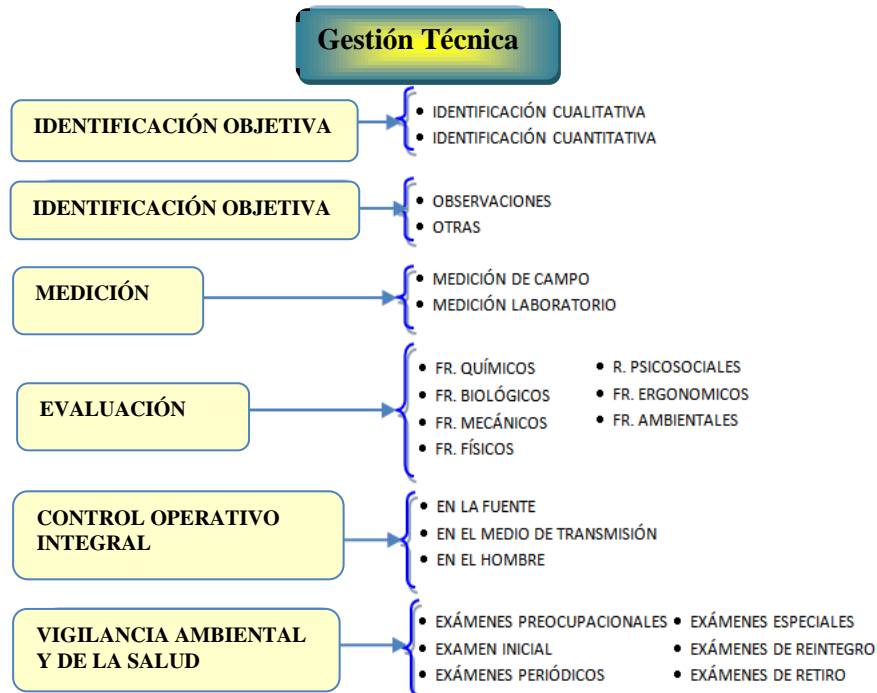 Gestión Técnica
IDENTIFICACIÓN OBJETIVA
• IDENTIFICACIÓN CUALITATIVA
• IDENTIFICACIÓN CUANTITATIVA
IDENTIFICACIÓN OBJETIVA
• OBSERVACIONES
• OTRAS
MEDICIÓN
• MEDICIÓN DE CAMPO
• MEDICIÓN LABORATORIO
EVALUACIÓN
• FR. QUÍMICOS
• FR. BIOLÓGICOS
• FR. MECÁNICOS
• FR. FÍSICOS
• R. PSICOSOCIALES
• FR. ERGONOMICOS
• FR. AMBIENTALES
CONTROL OPERATIVO
INTEGRAL
• EN LA FUENTE
• EN EL MEDIO DE TRANSMISIÓN
• EN EL HOMBRE
VIGILANCIA AMBIENTAL
Y DE LA SALUD
• EXÁMENES PREOCUPACIONALES
• EXAMEN INICIAL
• EXÁMENES PERIÓDICOS
• EXÁMENES ESPECIALES
• EXÁMENES DE REINTEGRO
• EXÁMENES DE RETIRO